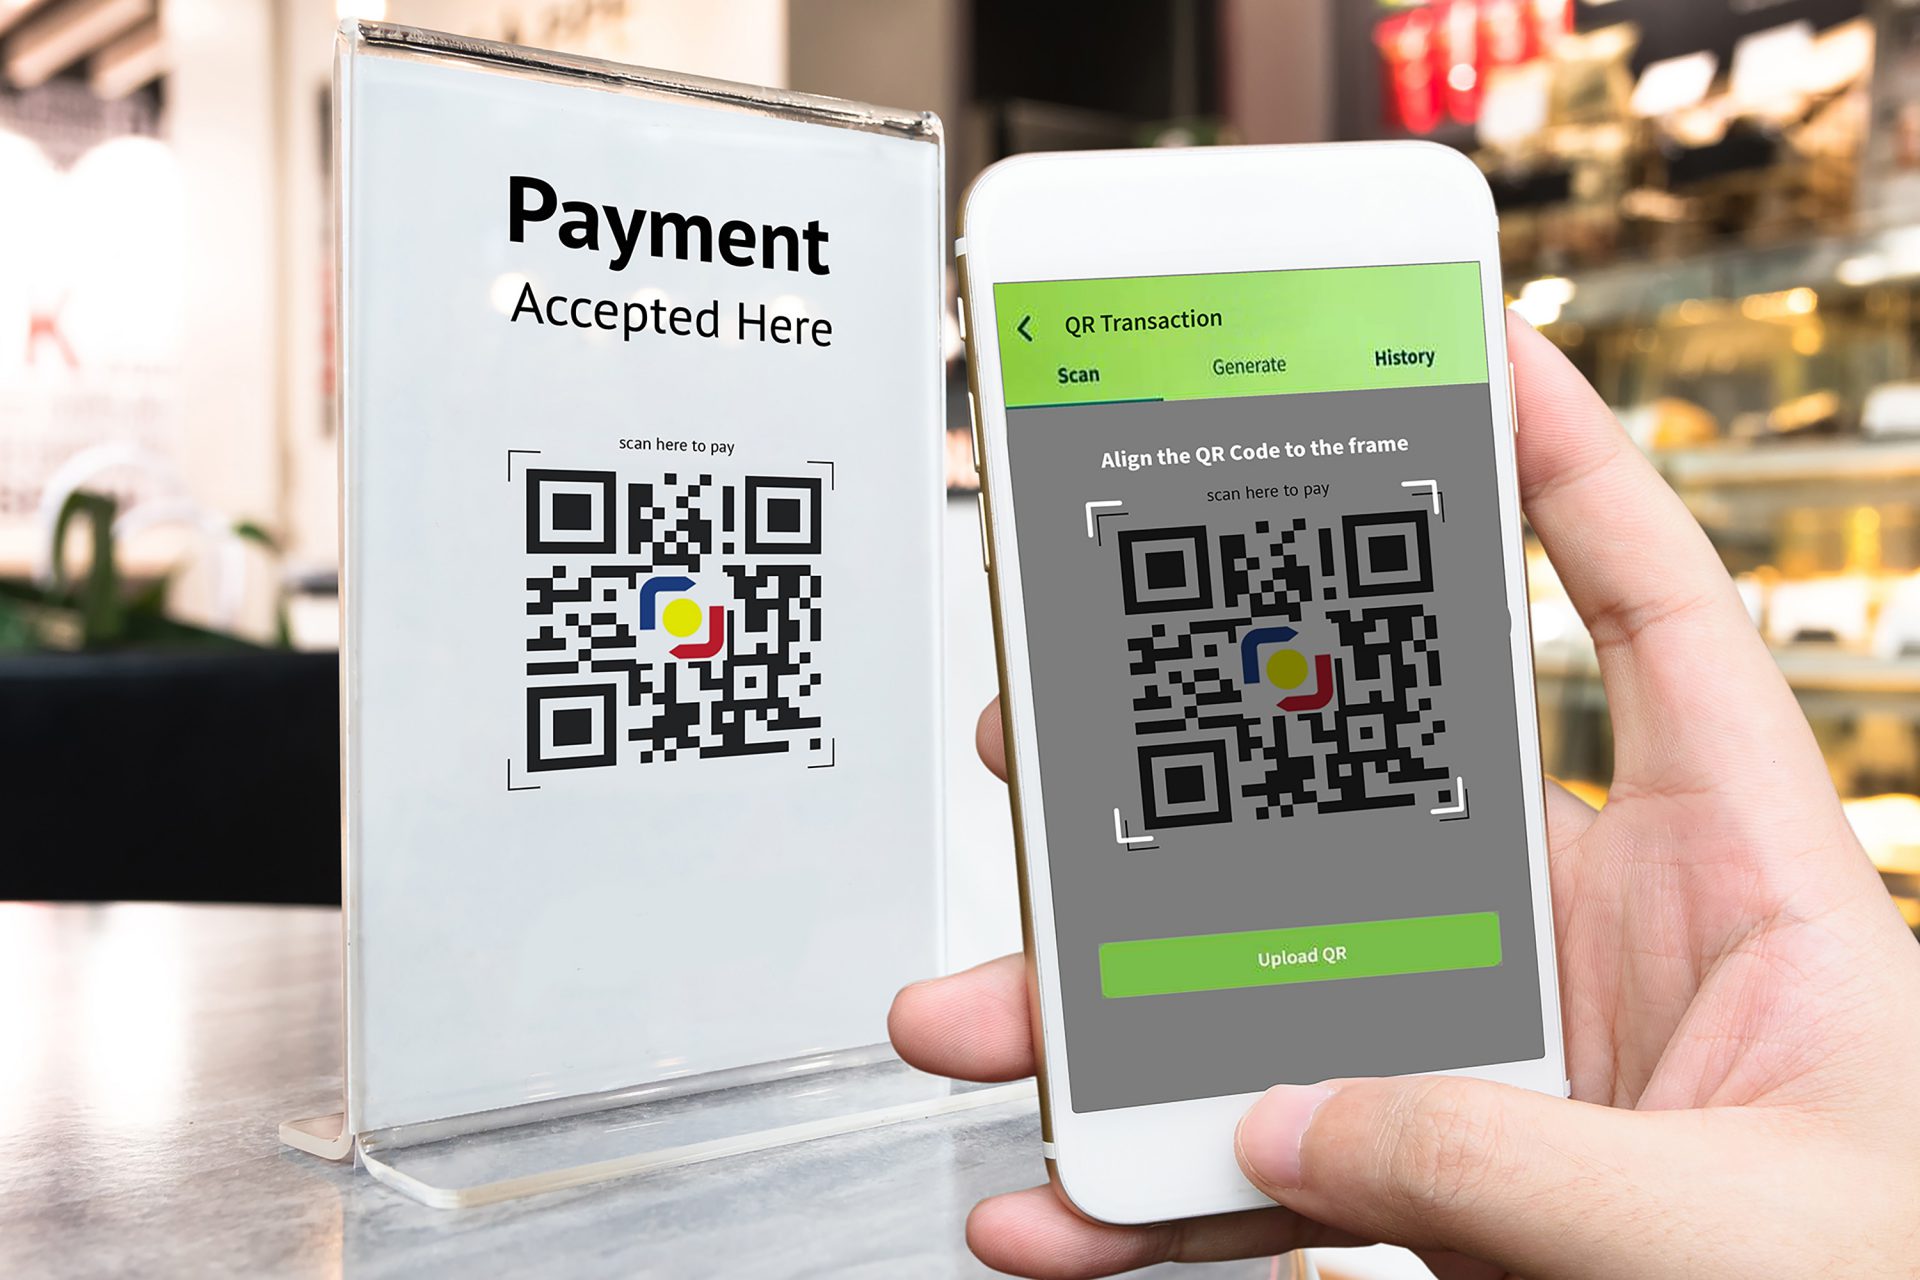 Payment
Accepted Here
scan here to pay
QR Transaction
Scan
Generate
History
Align the QR Code to the frame
scan here to pay
Upload QR
K